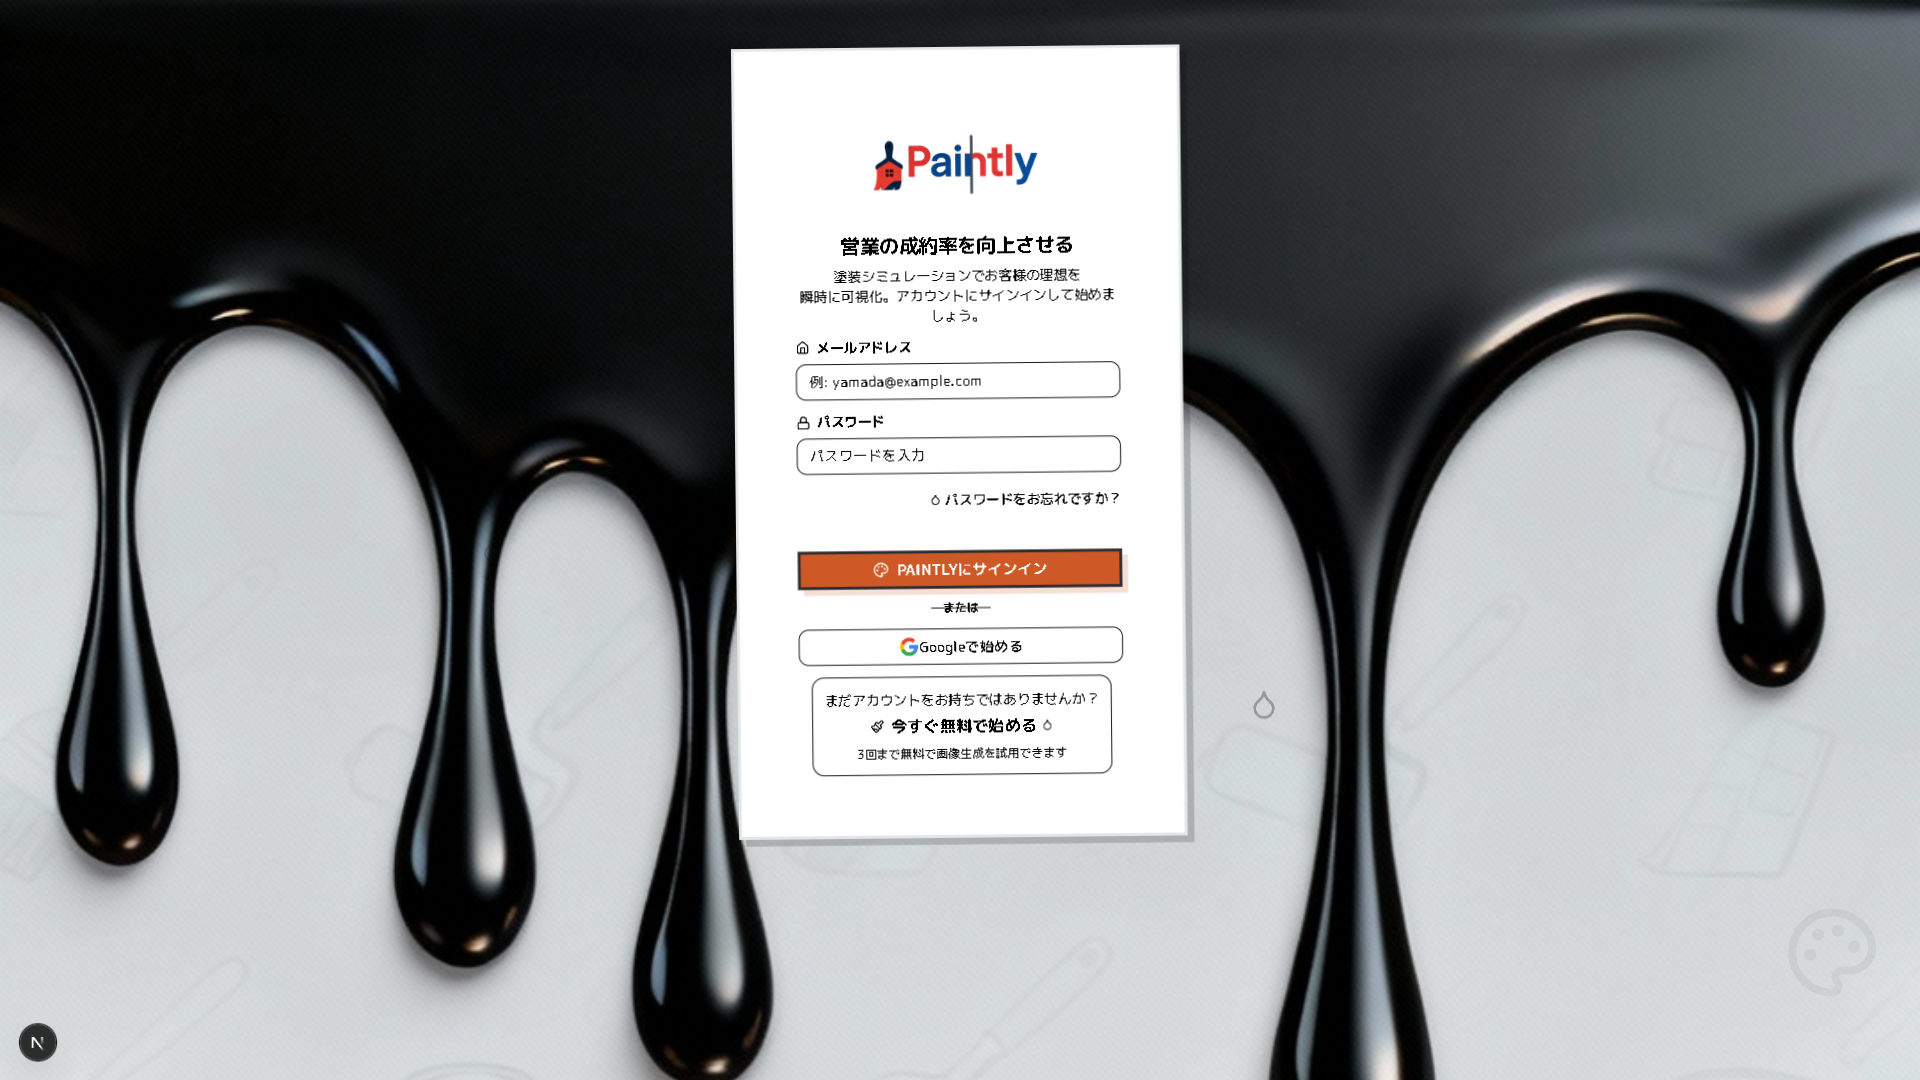 Paintly
営業の成約率を向上させる
塗装シミュレーションでお客様の理想を
瞬時に可視化。アカウントにサインインして始めま
しょう。
メールアドレス
例: yamada@example.com
パスワード
パスワードを入力
パスワードをお忘れですか？
PAINTLYにサインイン
または
Googleで始める
まだアカウントをお持ちではありませんか？
今すぐ無料で始める
3回まで無料で画像生成を試用できます
N